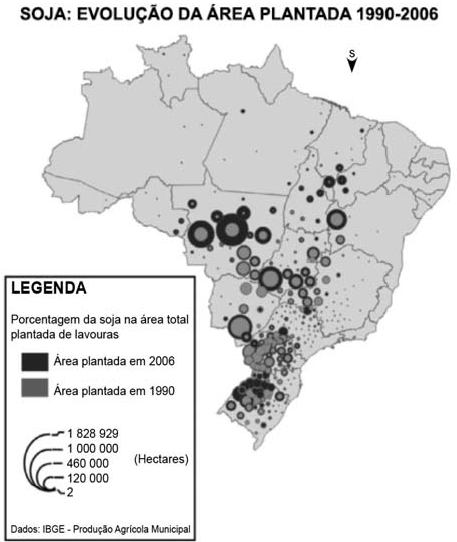 SOJA: EVOLUÇÃO DA ÁREA PLANTADA 1990-2006
S
LEGENDA
Porcentagem da soja na área total
plantada de lavouras
Área plantada em 2006
Área plantada em 1990
1 828 929
1 000 000
460 000
120 000
2
(Hectares)
Dados: IBGE - Produção Agrícola Municipal